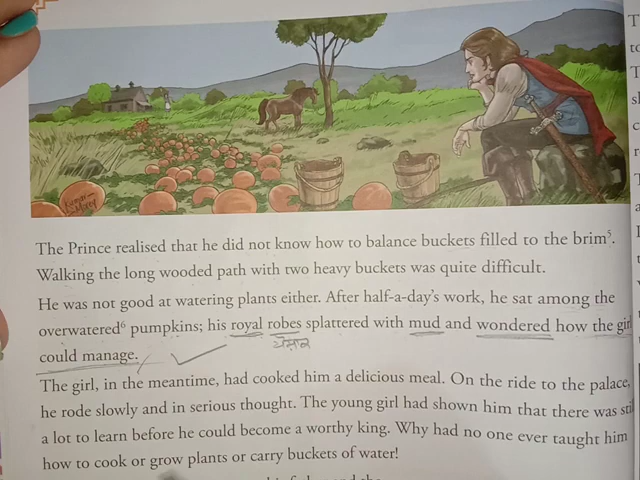 The Prince realised that he did not know how to balance buckets filled to the brim⁵.
Walking the long wooded path with two heavy buckets was quite difficult.
He was not good at watering plants either. After half-a-day's work, he sat among the
overwatered⁶ pumpkins; his royal robes splattered with mud and wondered how the girl
could manage.
The girl, in the meantime, had cooked him a delicious meal. On the ride to the palace,
he rode slowly and in serious thought. The young girl had shown him that there was still
a lot to learn before he could become a worthy king. Why had no one ever taught him
how to cook or grow plants or carry buckets of water!